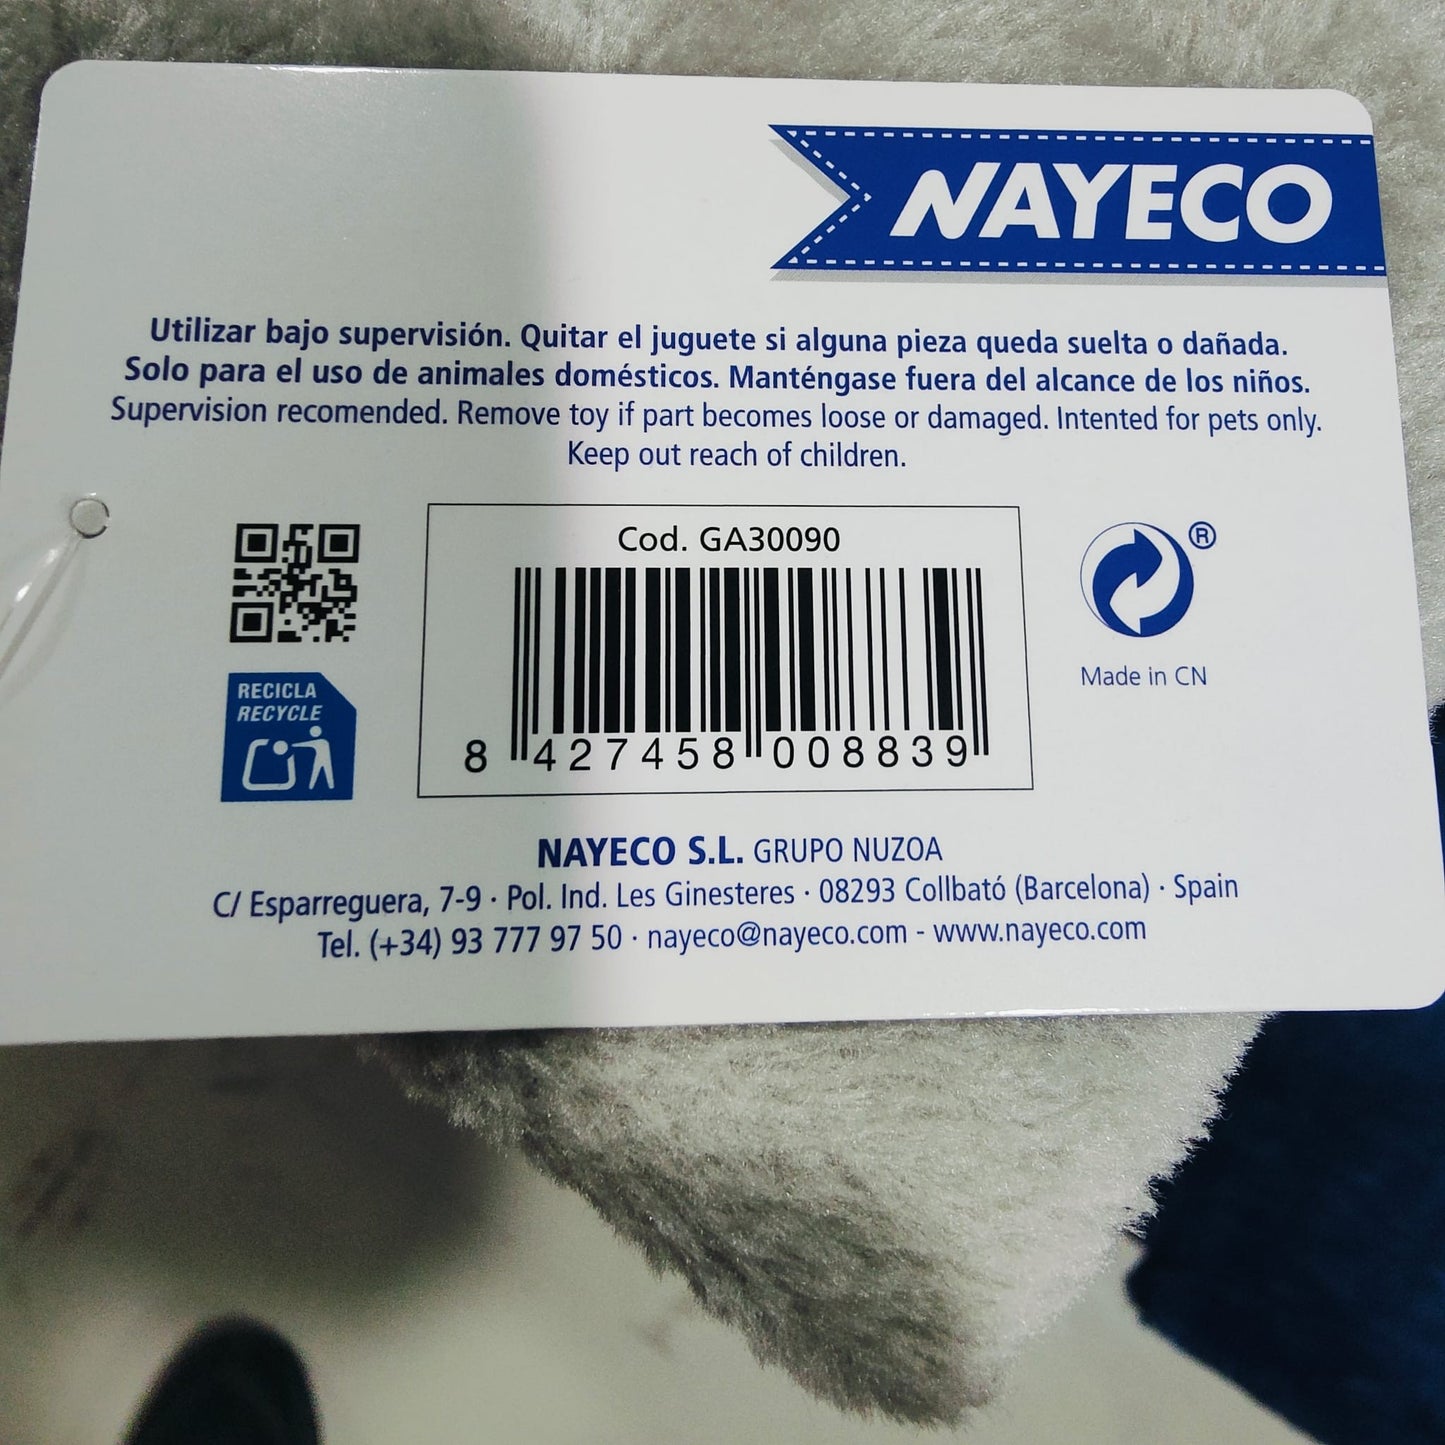 NAYECO
Utilizar bajo supervisión. Quitar el juguete si alguna pieza queda suelta o dañada.
Solo para el uso de animales domésticos. Manténgase fuera del alcance de los niños.
Supervision recomended. Remove toy if part becomes loose or damaged. Intented for pets only.
Keep out reach of children.
Cod. GA30090
®
Made in CN
RECICLA
RECYCLE
8 427458 008839
NAYECO S.L. GRUPO NUZOA
C/ Esparreguera, 7-9 · Pol. Ind. Les Ginesteres · 08293 Collbató (Barcelona) · Spain
Tel. (+34) 93 777 97 50 · nayeco@nayeco.com - www.nayeco.com